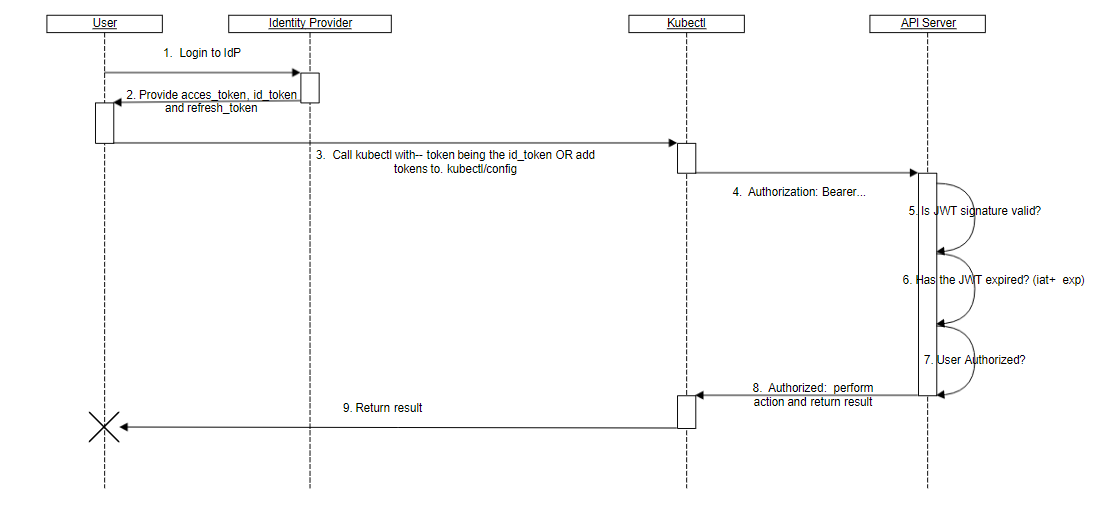 User
Identity Provider
Kubectl
API Server
1. Login to IdP
2. Provide acces_token, id_token
and refresh_token
3. Call kubectl with-- token being the id_token OR add
tokens to. kubectl/config
4. Authorization: Bearer...
5. Is JWT signature valid?
6. Has the JWT expired? (iat+ exp)
7. User Authorized?
8. Authorized: perform
action and return result
9. Return result